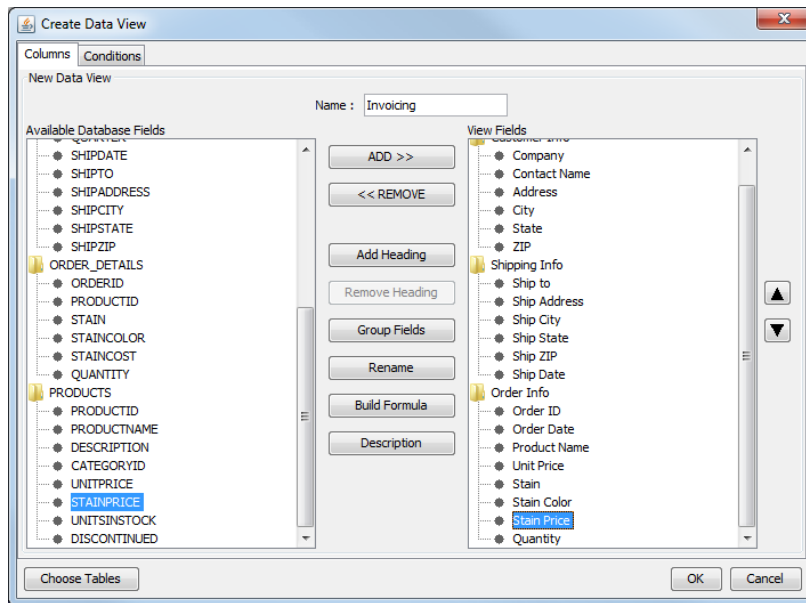 Create Data View
Columns
Conditions
New Data View
Name :
Invoicing
Available Database Fields
QUARTER
SHIPDATE
SHIPTO
SHIPADDRESS
SHIPCITY
SHIPSTATE
SHIPZIP
ORDER_DETAILS
ORDERID
PRODUCTID
STAIN
STAINCOLOR
STAINCOST
QUANTITY
PRODUCTS
PRODUCTID
PRODUCTNAME
DESCRIPTION
CATEGORYID
UNITPRICE
STAINPRICE
UNITSINSTOCK
DISCONTINUED
ADD >>
<< REMOVE
Add Heading
Remove Heading
Group Fields
Rename
Build Formula
Description
View Fields
Customer Info
Company
Contact Name
Address
City
State
ZIP
Shipping Info
Ship to
Ship Address
Ship City
Ship State
Ship ZIP
Ship Date
Order Info
Order ID
Order Date
Product Name
Unit Price
Stain
Stain Color
Stain Price
Quantity
Choose Tables
OK
Cancel